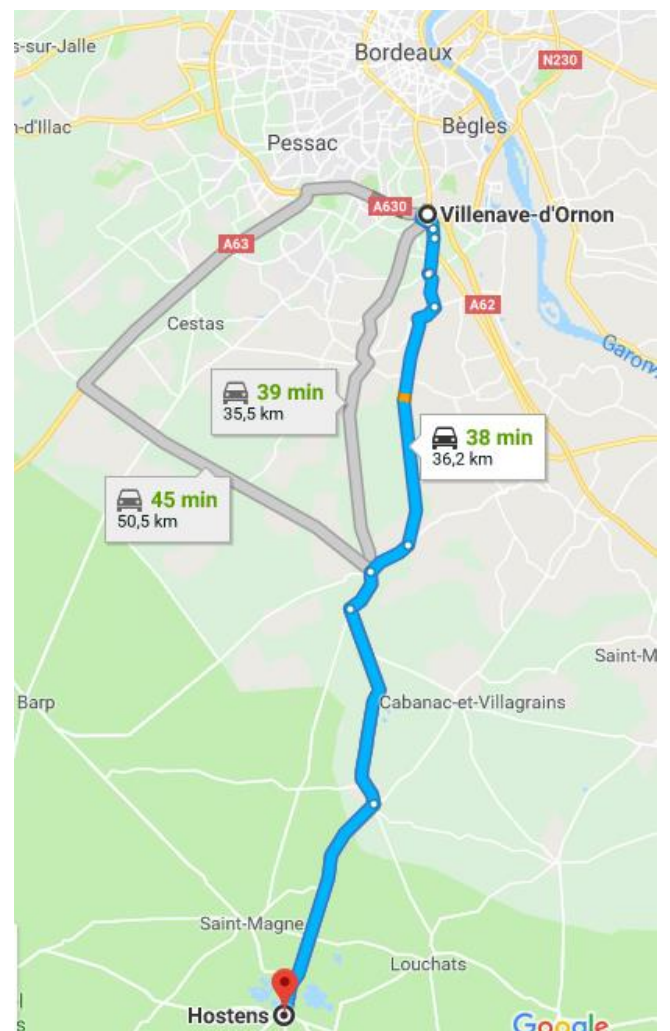 s-sur-Jalle
Bordeaux
N230
n-d'Illac
Bègles
Pessac
A630
Villenave-d'Ornon
A63
A62
Cestas
Garon
39 min
35,5 km
38 min
36,2 km
45 min
50,5 km
Saint-M
Barp
Cabanac-et-Villagrains
Saint-Magne
Louchats
el
s
Hostens
Google